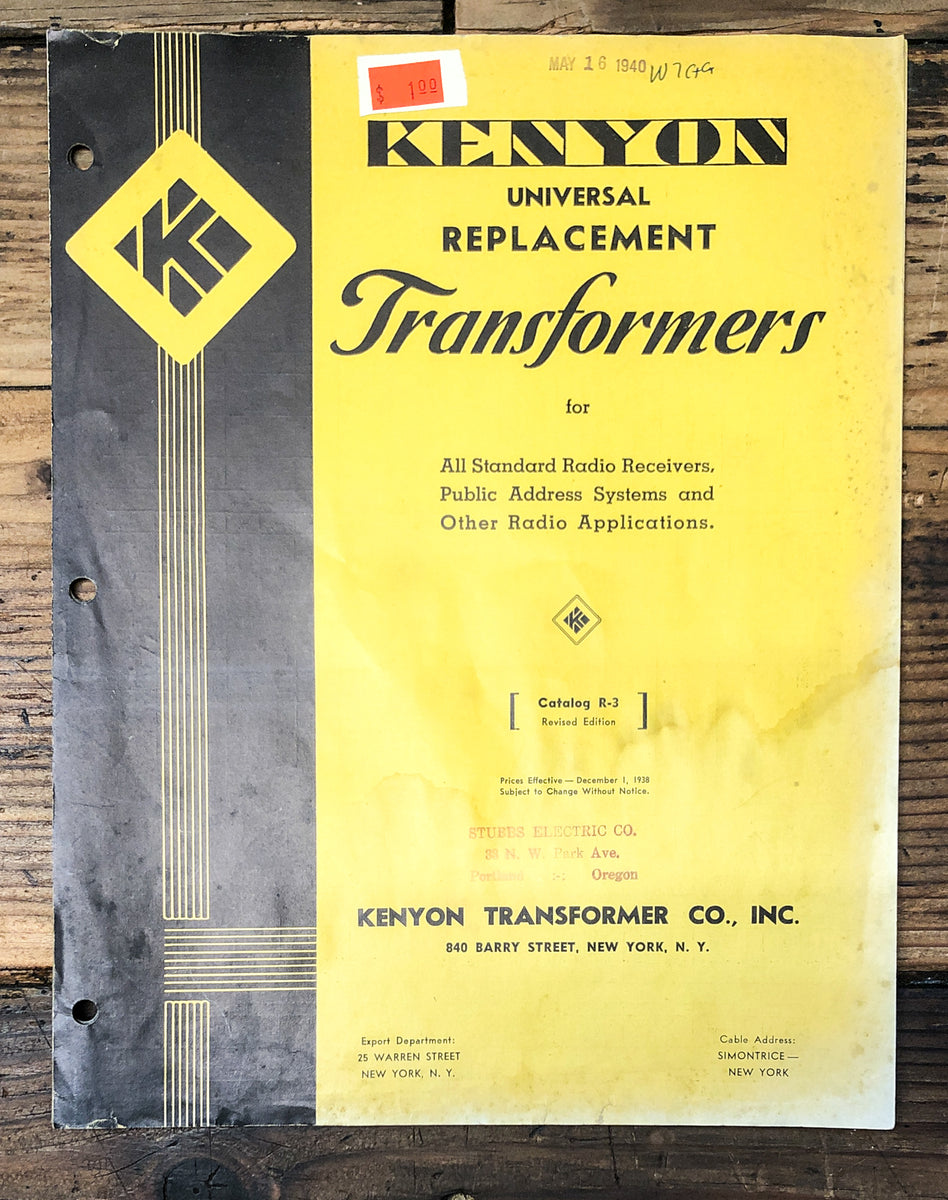 MAY 16 1940 W7GG
$ 1.00
KENYON
UNIVERSAL
REPLACEMENT
Transformers
for
All Standard Radio Receivers,
Public Address Systems and
Other Radio Applications.
K
[ Catalog R-3
Revised Edition ]
Prices Effective — December 1, 1938
Subject to Change Without Notice.
STUBBS ELECTRIC CO.
33 N. W. Park Ave.
Portland :-: Oregon
KENYON TRANSFORMER CO., INC.
840 BARRY STREET, NEW YORK, N. Y.
Export Department:
25 WARREN STREET
NEW YORK, N. Y.
Cable Address:
SIMONTRICE—
NEW YORK